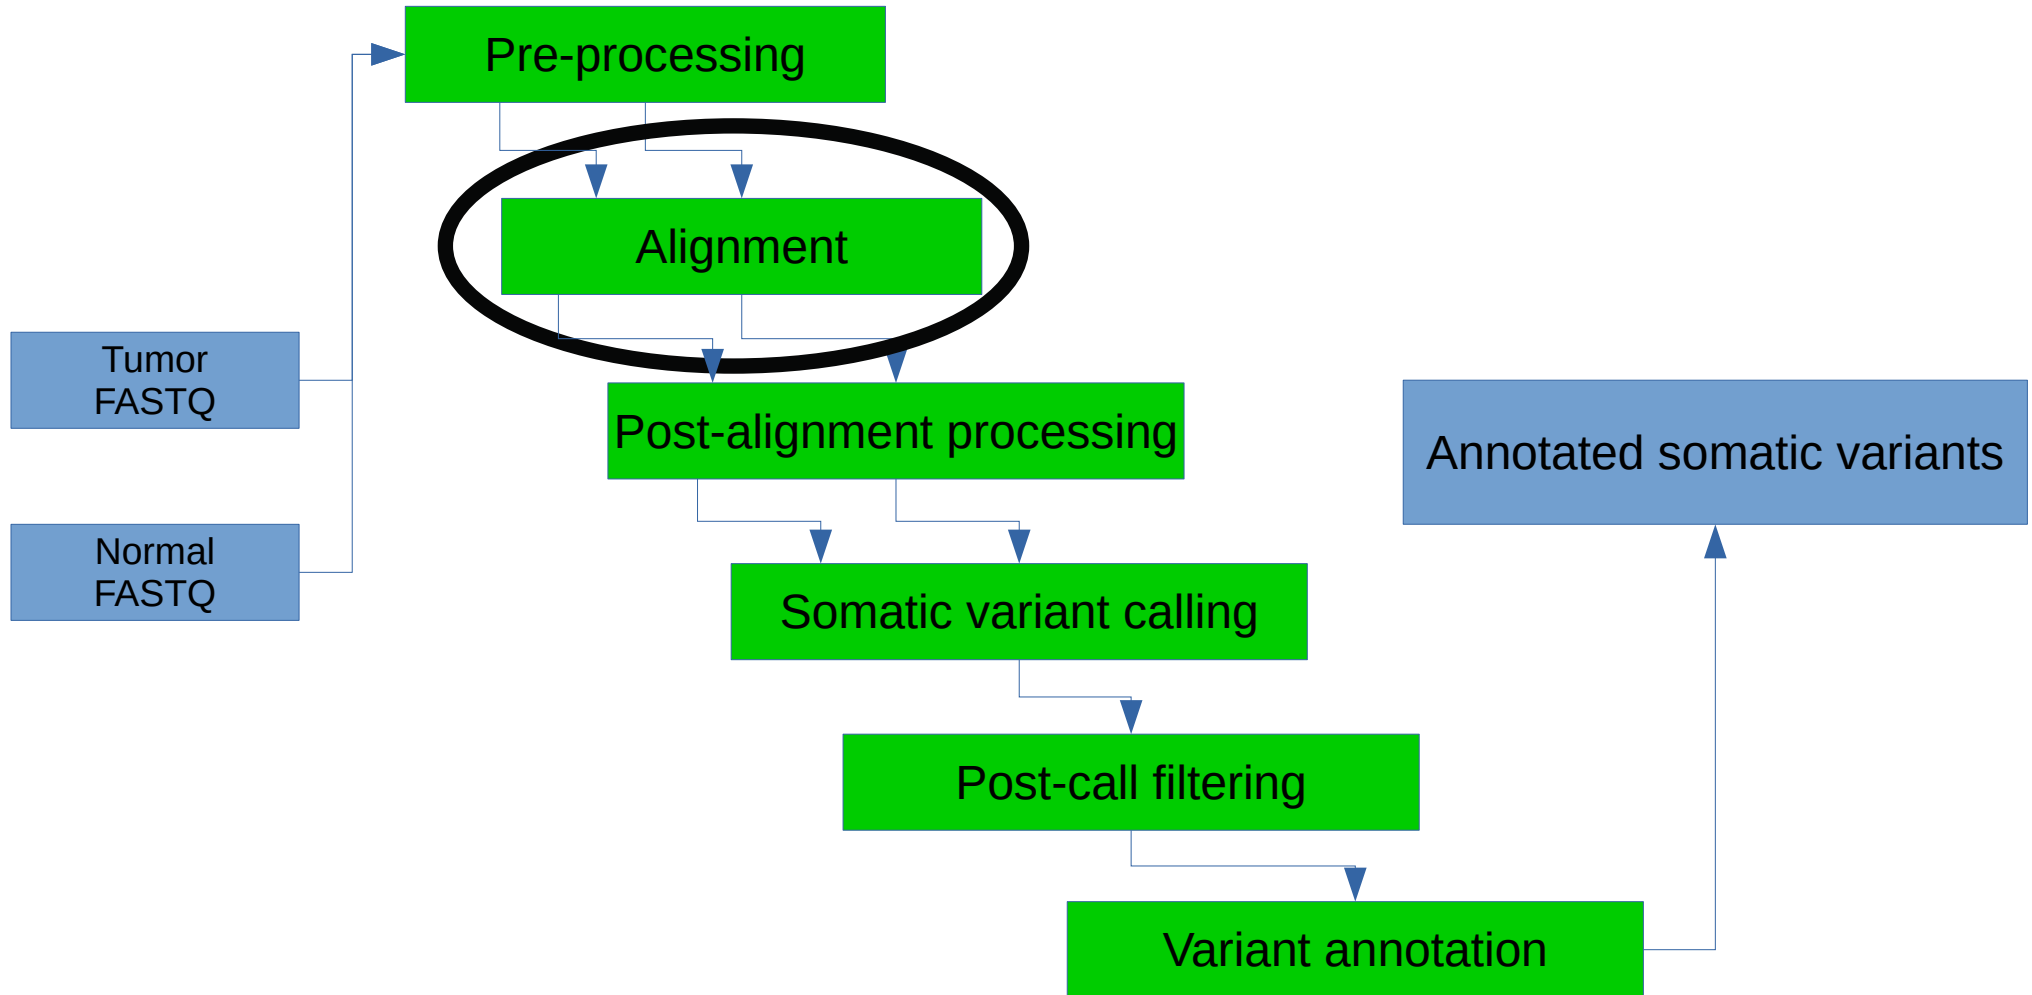 Pre-processing
Alignment
Tumor
FASTQ
Normal
FASTQ
Post-alignment processing
Annotated somatic variants
Somatic variant calling
Post-call filtering
Variant annotation